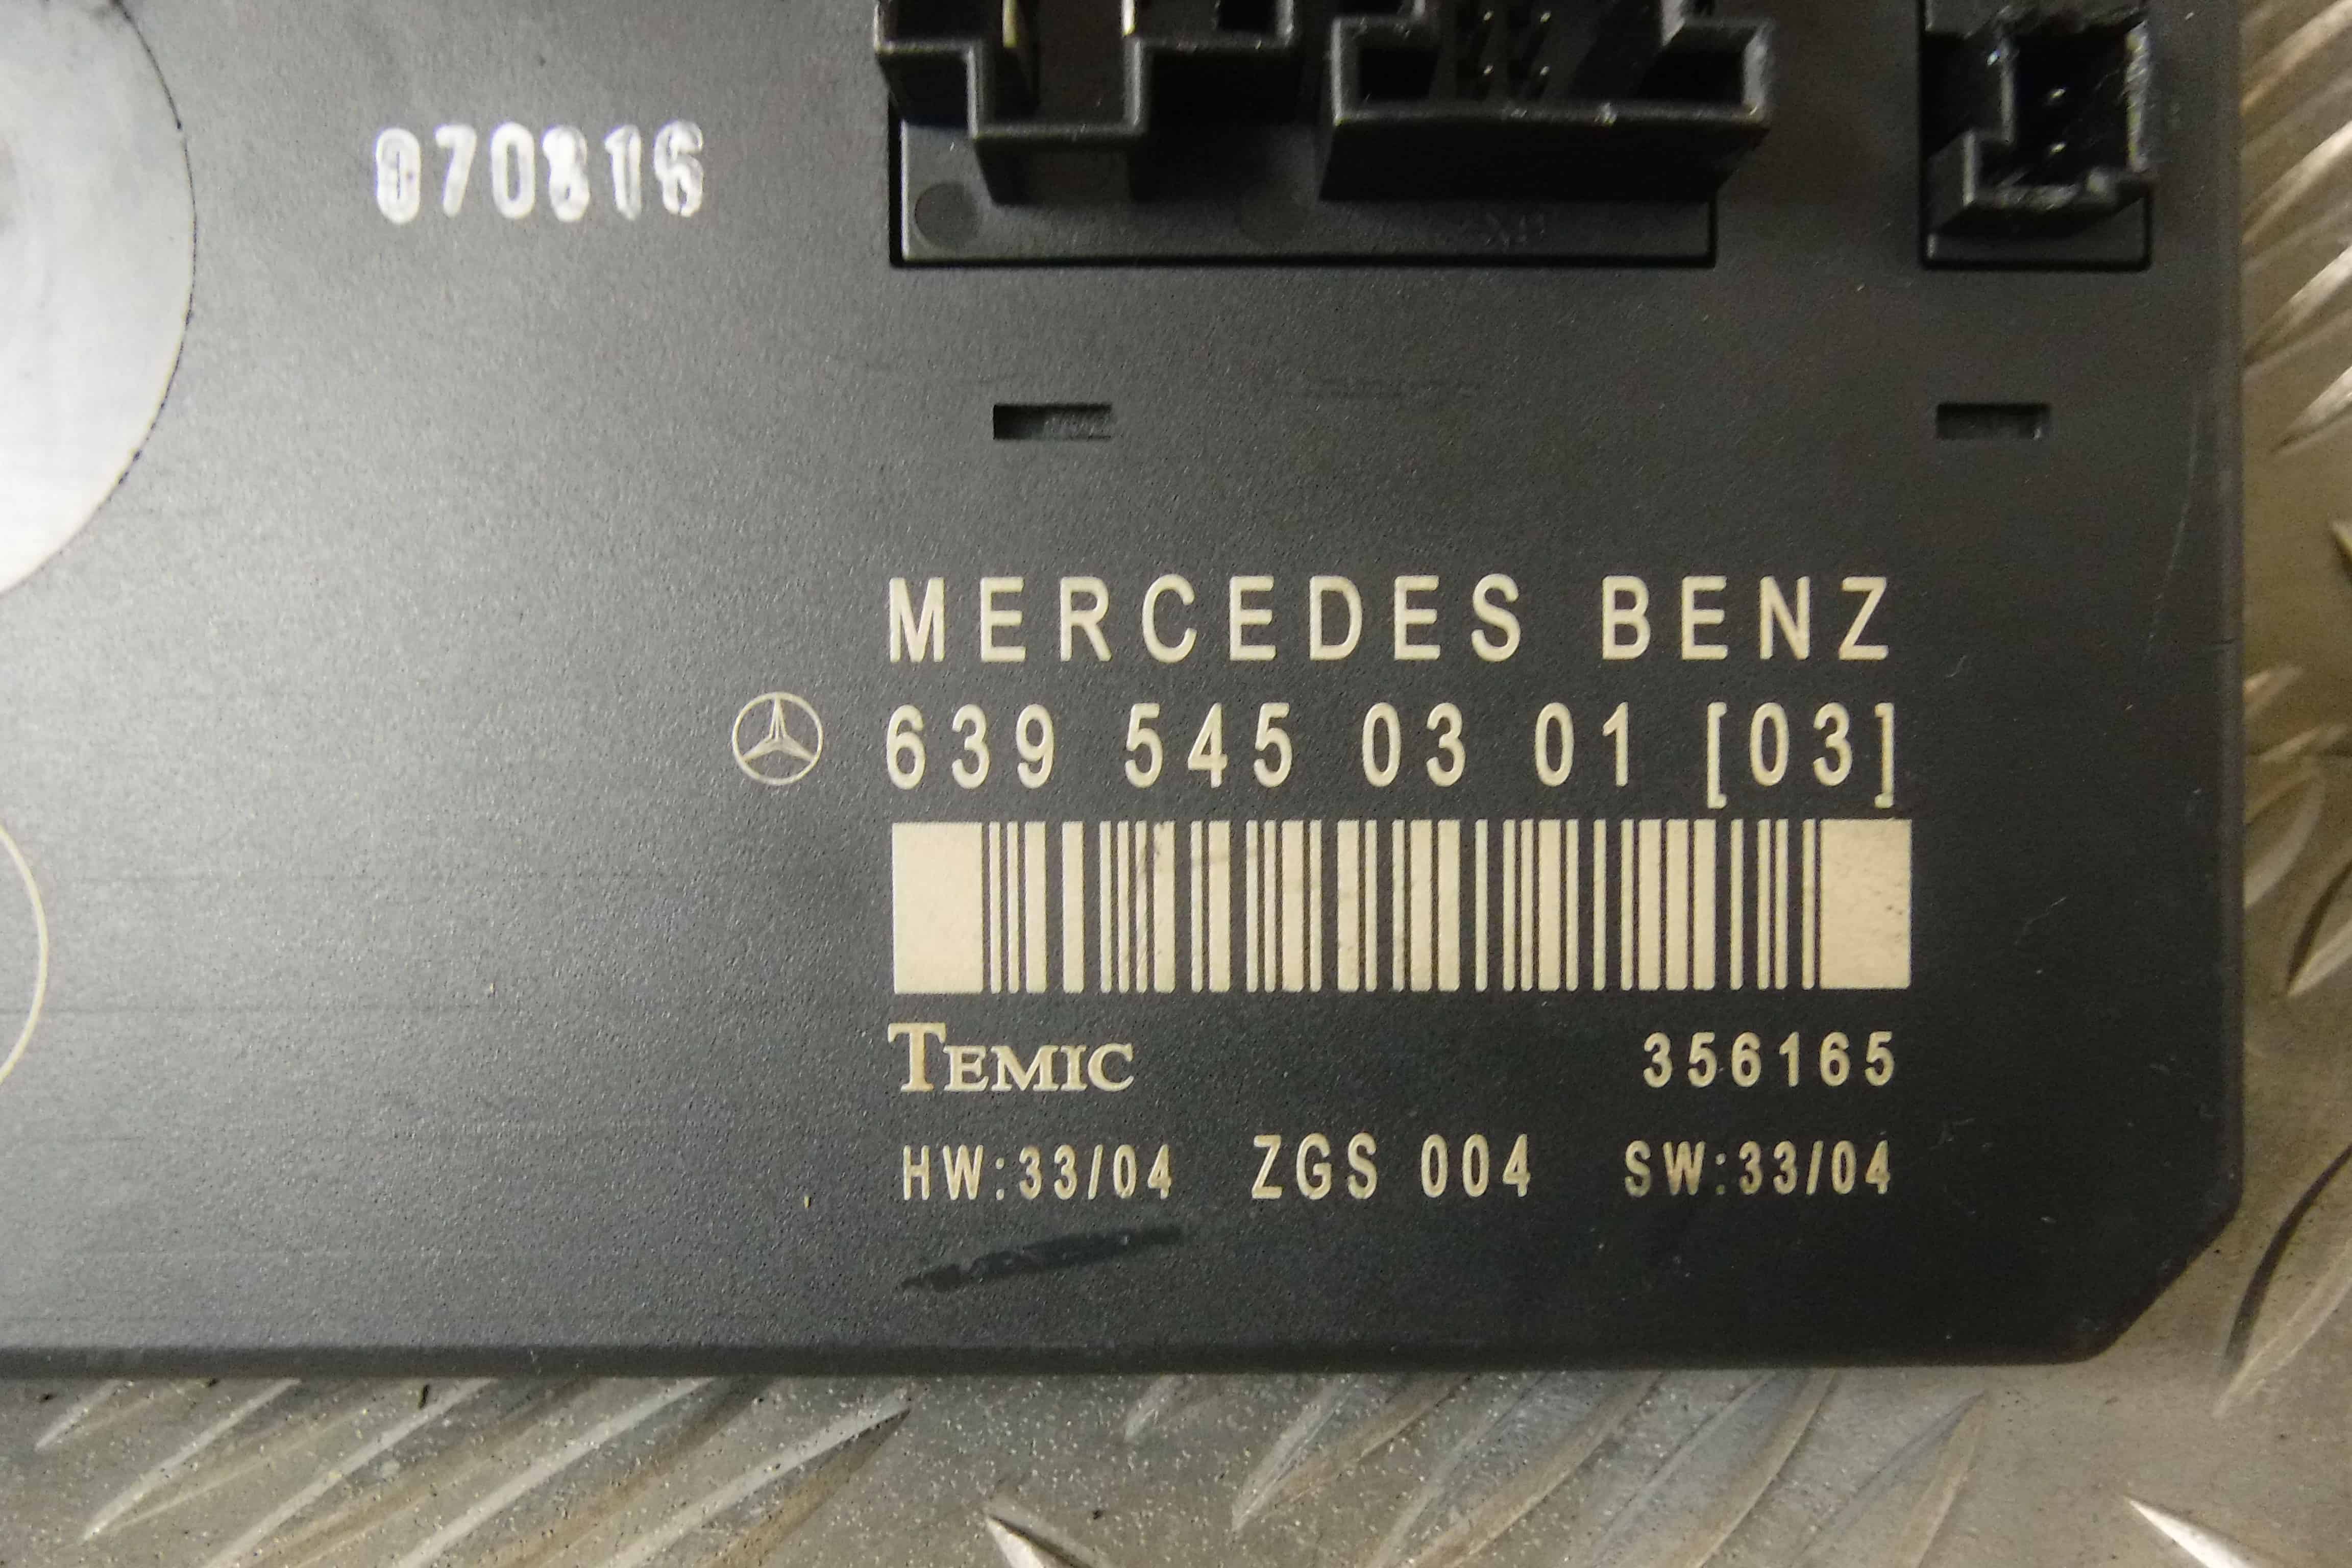 070816
MERCEDES BENZ
639 545 03 01 [03]
TEMIC 356165
HW:33/04 ZGS 004 SW:33/04